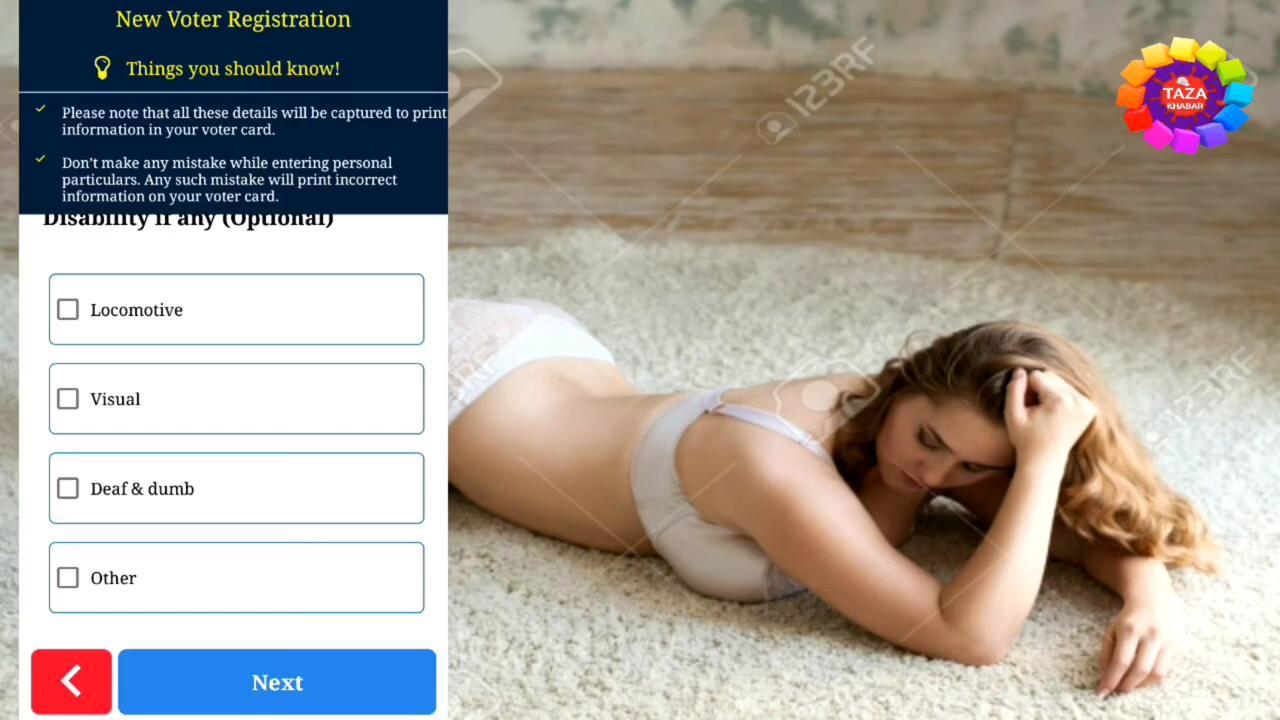 New Voter Registration
Things you should know!
Please note that all these details will be captured to print
information in your voter card.
Don't make any mistake while entering personal
particulars. Any such mistake will print incorrect
information on your voter card.
Disability if any (Optional)
Locomotive
Visual
Deaf & dumb
Other
Next
123RF
TAZA
KHABAR
123RF
123RF